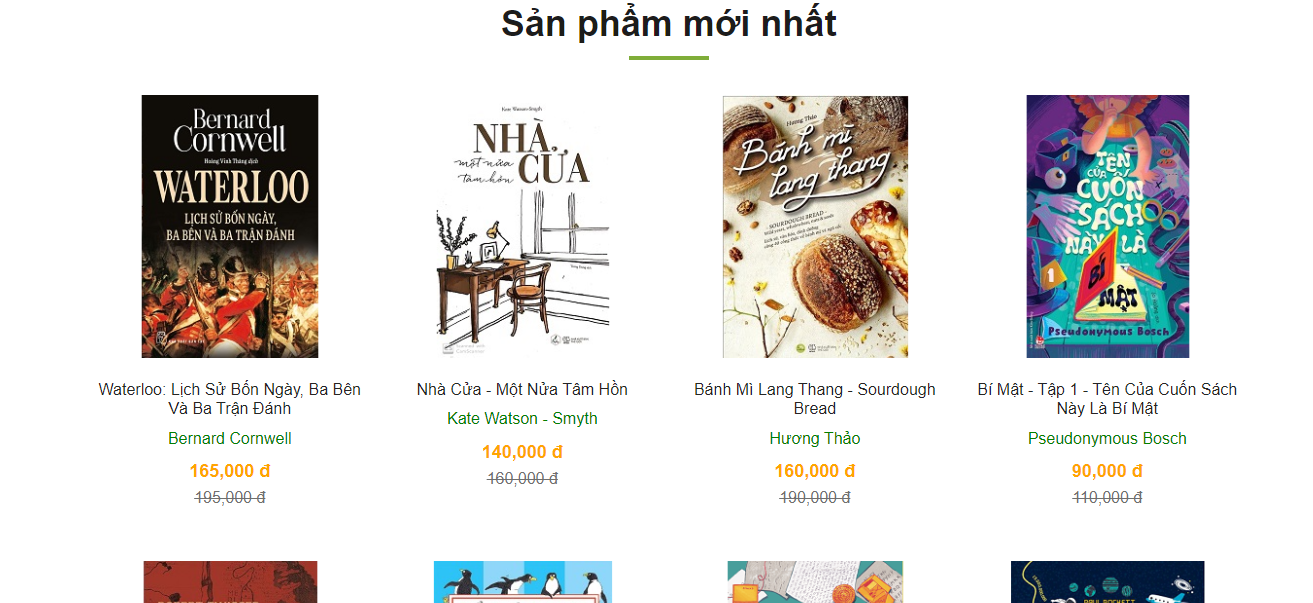 Sản phẩm mới nhất
Bernard
Cornwell
Hoàng Vĩnh Thắng dịch
WATERLOO
LỊCH SỬ BỐN NGÀY,
BA BÊN VÀ BA TRẬN ĐÁNH
Kate Watson-Smyth
NHÀ
một nửa
CỬA
tâm hồn
Hương Thảo
Bánh mì
lang thang
- SOURDOUGH BREAD -
TÊN
CỦA
CUỐN
SÁCH
NÀY LÀ
BÍ
MẬT
1
Pseudonymous Bosch
Waterloo: Lịch Sử Bốn Ngày, Ba Bên
Và Ba Trận Đánh
Bernard Cornwell
165,000 đ
195,000 đ
Nhà Cửa - Một Nửa Tâm Hồn
Kate Watson - Smyth
140,000 đ
160,000 đ
Bánh Mì Lang Thang - Sourdough
Bread
Hương Thảo
160,000 đ
190,000 đ
Bí Mật - Tập 1 - Tên Của Cuốn Sách
Này Là Bí Mật
Pseudonymous Bosch
90,000 đ
110,000 đ